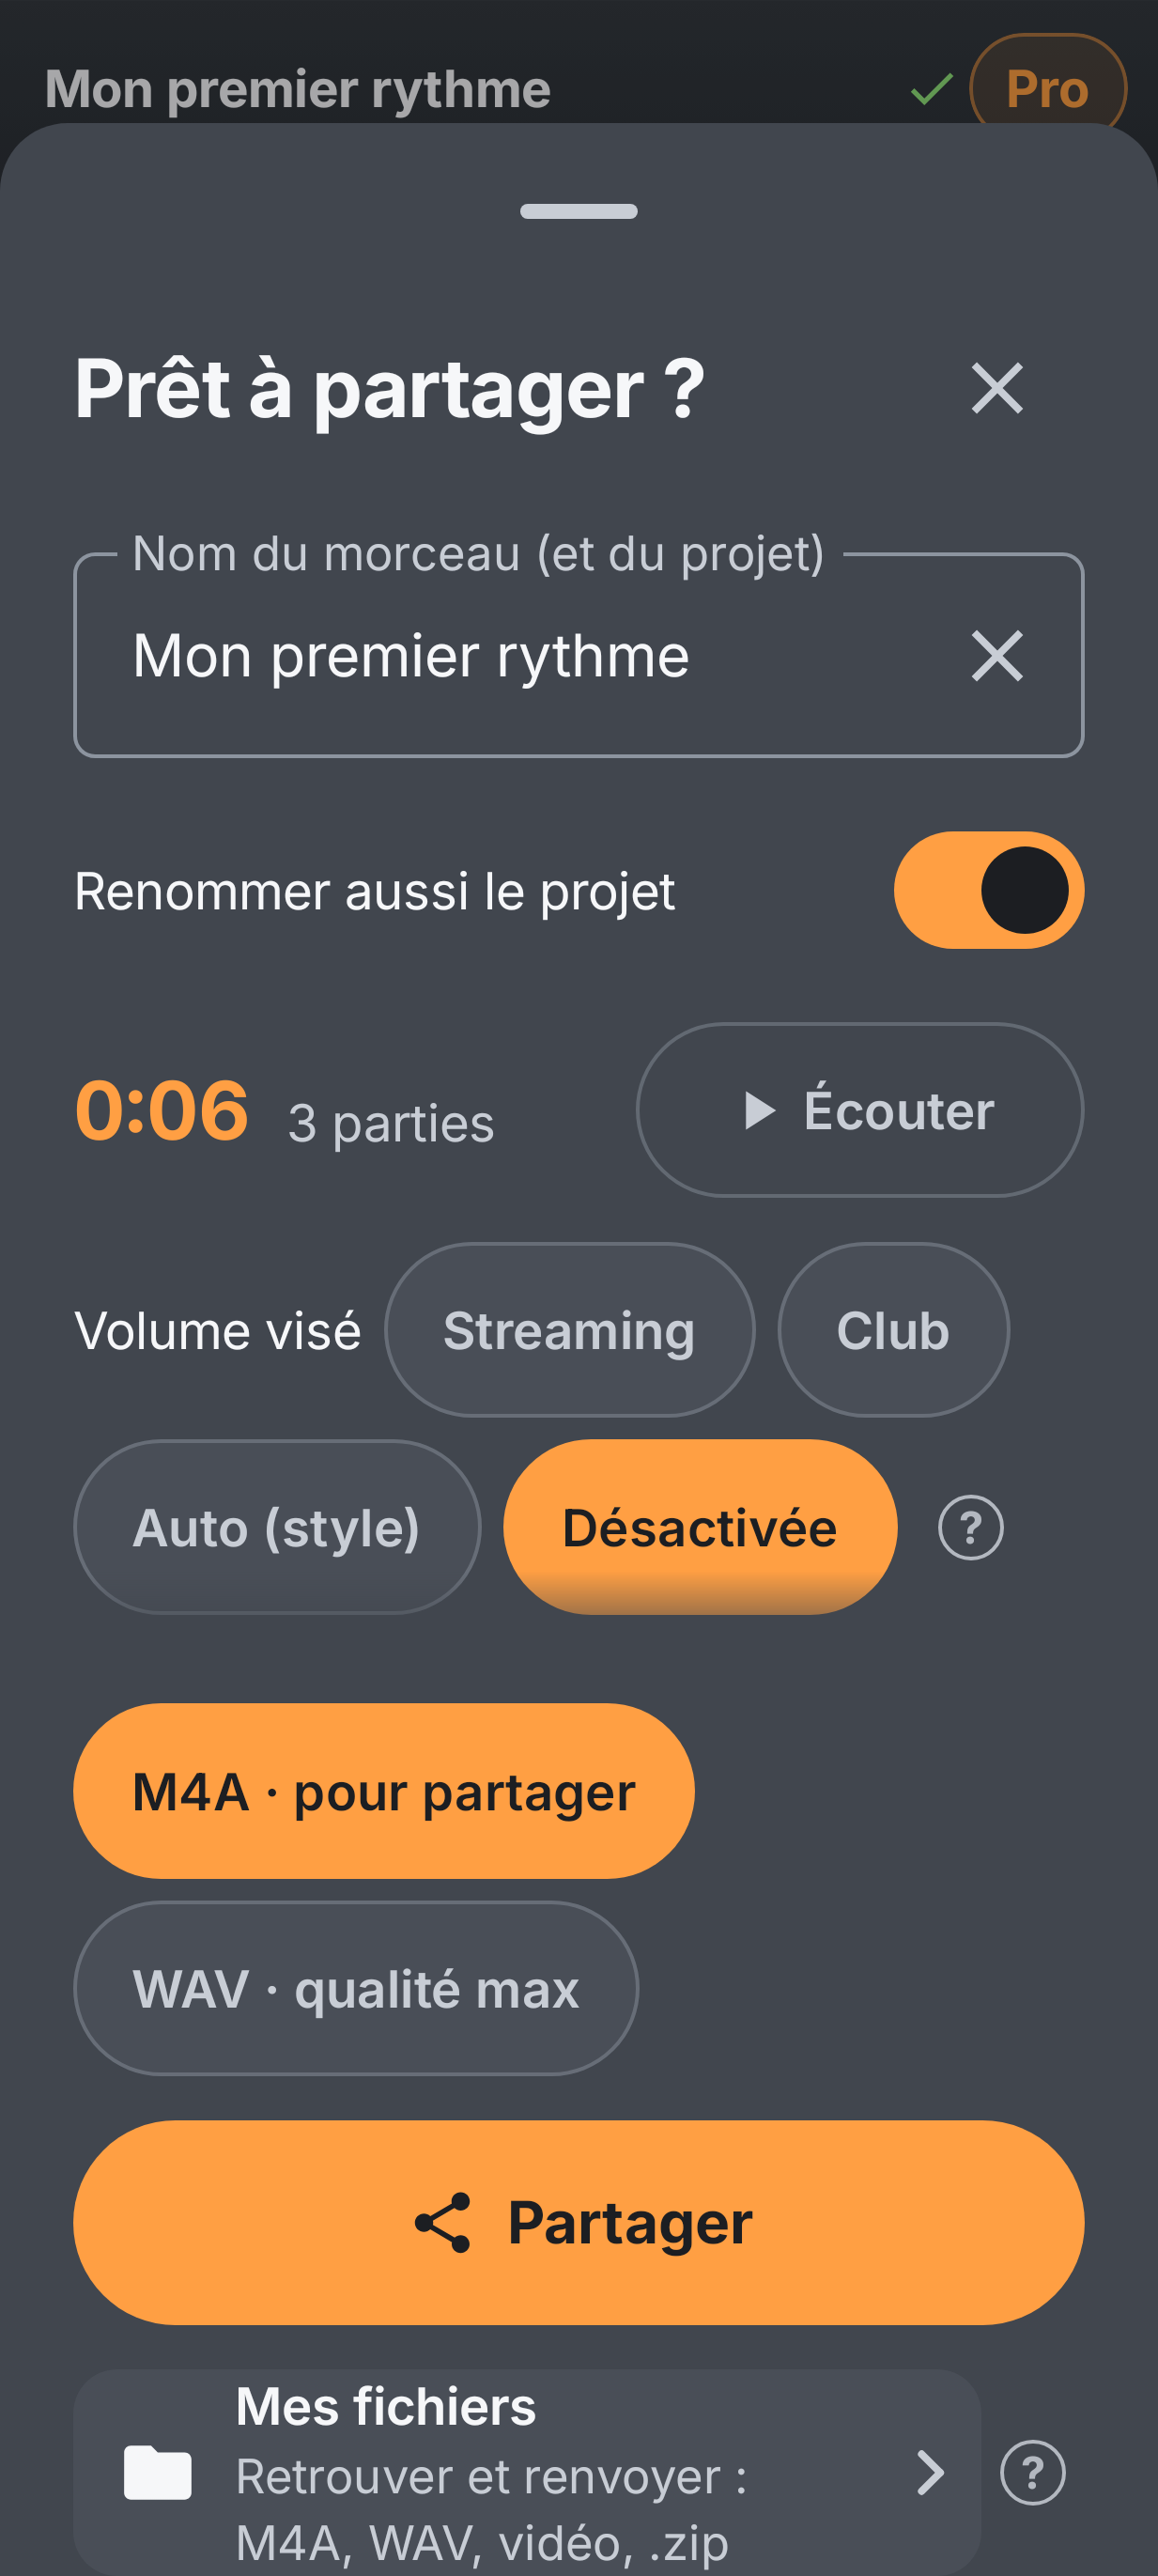 Mon premier rythme
Pro
Prêt à partager ?
Nom du morceau (et du projet)
Mon premier rythme
Renommer aussi le projet
0:06 3 parties
Écouter
Volume visé
Streaming
Club
Auto (style)
Désactivée
?
M4A · pour partager
WAV · qualité max
Partager
Mes fichiers
Retrouver et renvoyer :
M4A, WAV, vidéo, .zip
?